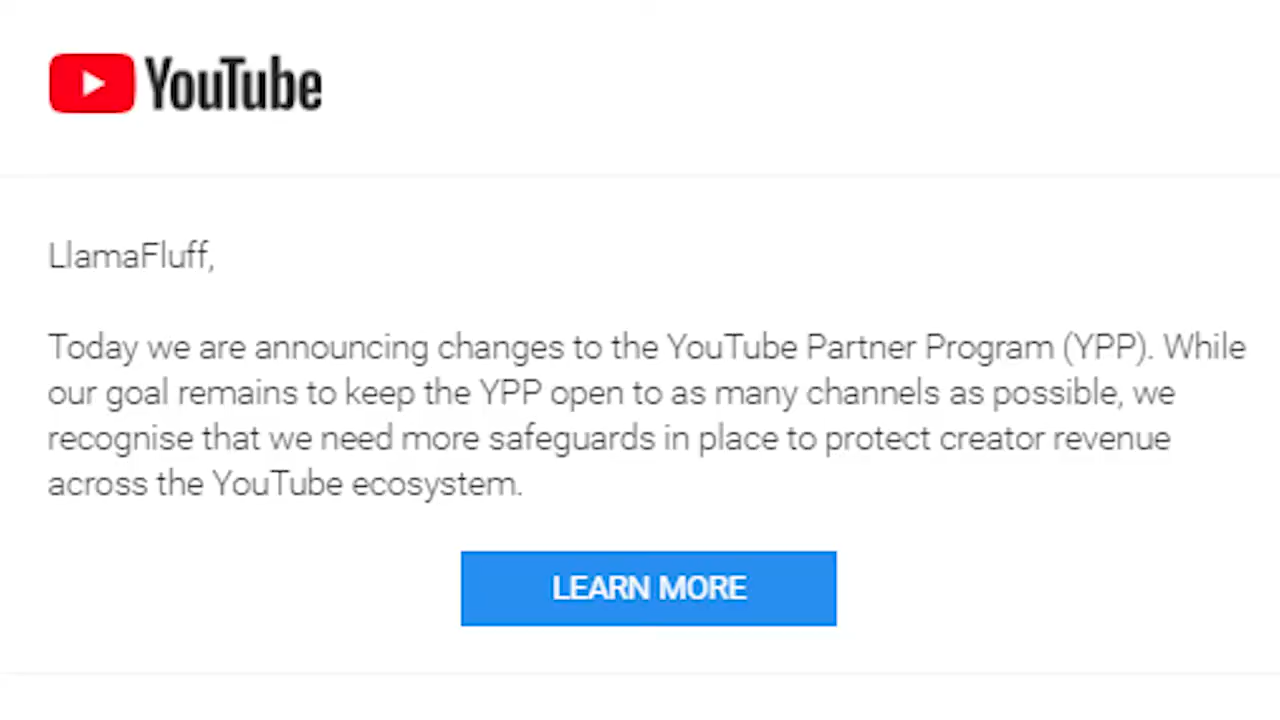 YouTube
LlamaFluff,
Today we are announcing changes to the YouTube Partner Program (YPP). While
our goal remains to keep the YPP open to as many channels as possible, we
recognise that we need more safeguards in place to protect creator revenue
across the YouTube ecosystem.
LEARN MORE